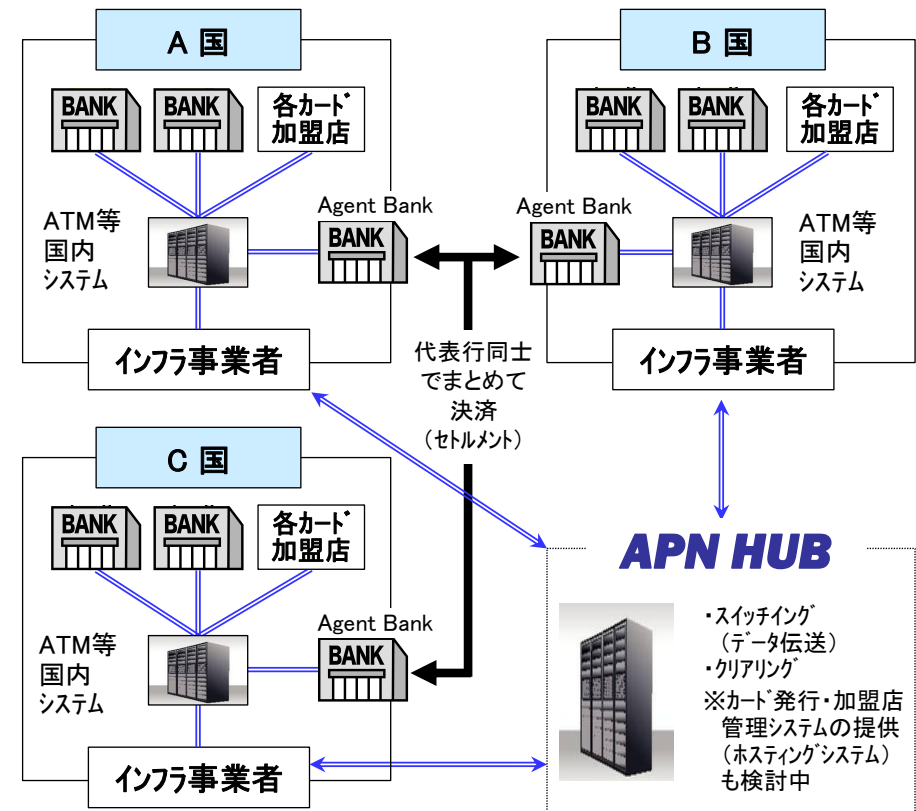 A 国
BANK
BANK
各カード
加盟店
ATM等
国内
システム
Agent Bank
BANK
インフラ事業者
B 国
BANK
BANK
各カード
加盟店
Agent Bank
BANK
ATM等
国内
システム
インフラ事業者
代表行同士
でまとめて
決済
（セトルメント）
C 国
BANK
BANK
各カード
加盟店
ATM等
国内
システム
Agent Bank
BANK
インフラ事業者
APN HUB
・スイッチイング
（データ伝送）
・クリアリング
※カード発行・加盟店
管理システムの提供
（ホスティングシステム）
も検討中